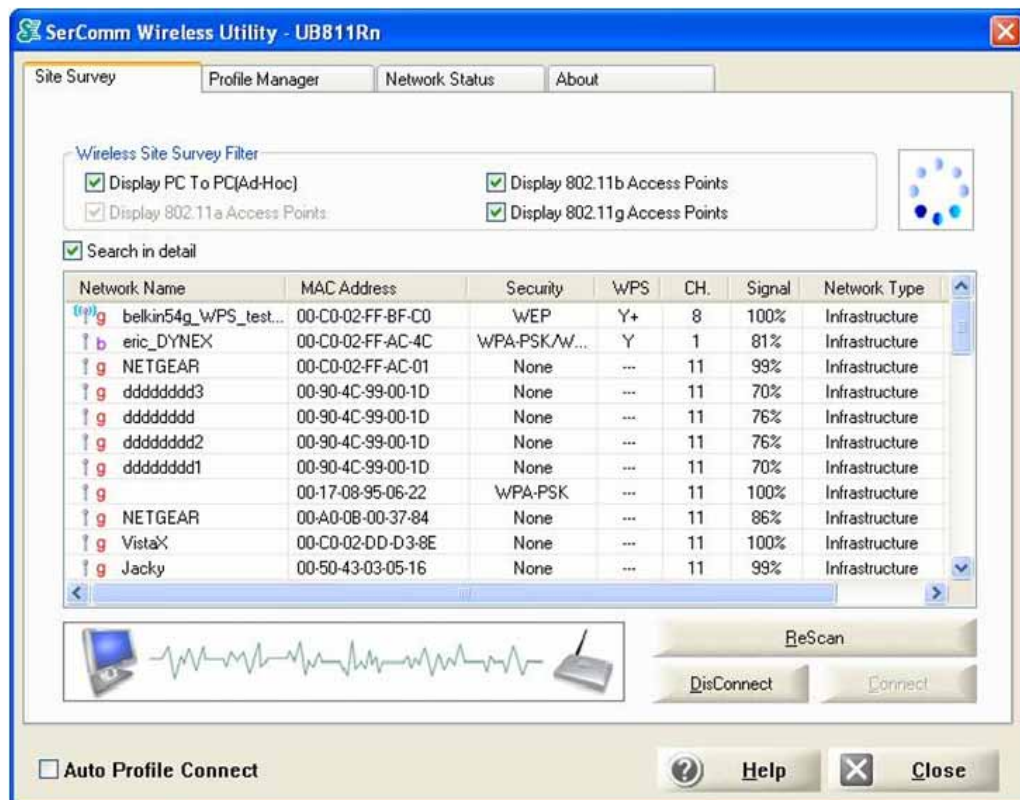 SerComm Wireless Utility - UB811Rn
Site Survey Profile Manager Network Status About
Wireless Site Survey Filter
Display PC To PC(Ad-Hoc) Display 802.11b Access Points
Display 802.11a Access Points Display 802.11g Access Points
Search in detail
Network Name MAC Address Security WPS CH. Signal Network Type
g belkin54g_WPS_test... 00-C0-02-FF-BF-C0 WEP Y+ 8 100% Infrastructure
b eric_DYNEX 00-C0-02-FF-AC-4C WPA-PSK/W... Y 1 81% Infrastructure
g NETGEAR 00-C0-02-FF-AC-01 None --- 11 99% Infrastructure
g dddddddd3 00-90-4C-99-00-1D None --- 11 70% Infrastructure
g dddddddd 00-90-4C-99-00-1D None --- 11 76% Infrastructure
g dddddddd2 00-90-4C-99-00-1D None --- 11 76% Infrastructure
g dddddddd1 00-90-4C-99-00-1D None --- 11 70% Infrastructure
g 00-17-08-95-06-22 WPA-PSK --- 11 100% Infrastructure
g NETGEAR 00-A0-0B-00-37-84 None --- 11 86% Infrastructure
g VistaX 00-C0-02-DD-D3-8E None --- 11 100% Infrastructure
g Jacky 00-50-43-03-05-16 None --- 11 99% Infrastructure
ReScan
DisConnect Connect
Auto Profile Connect Help Close